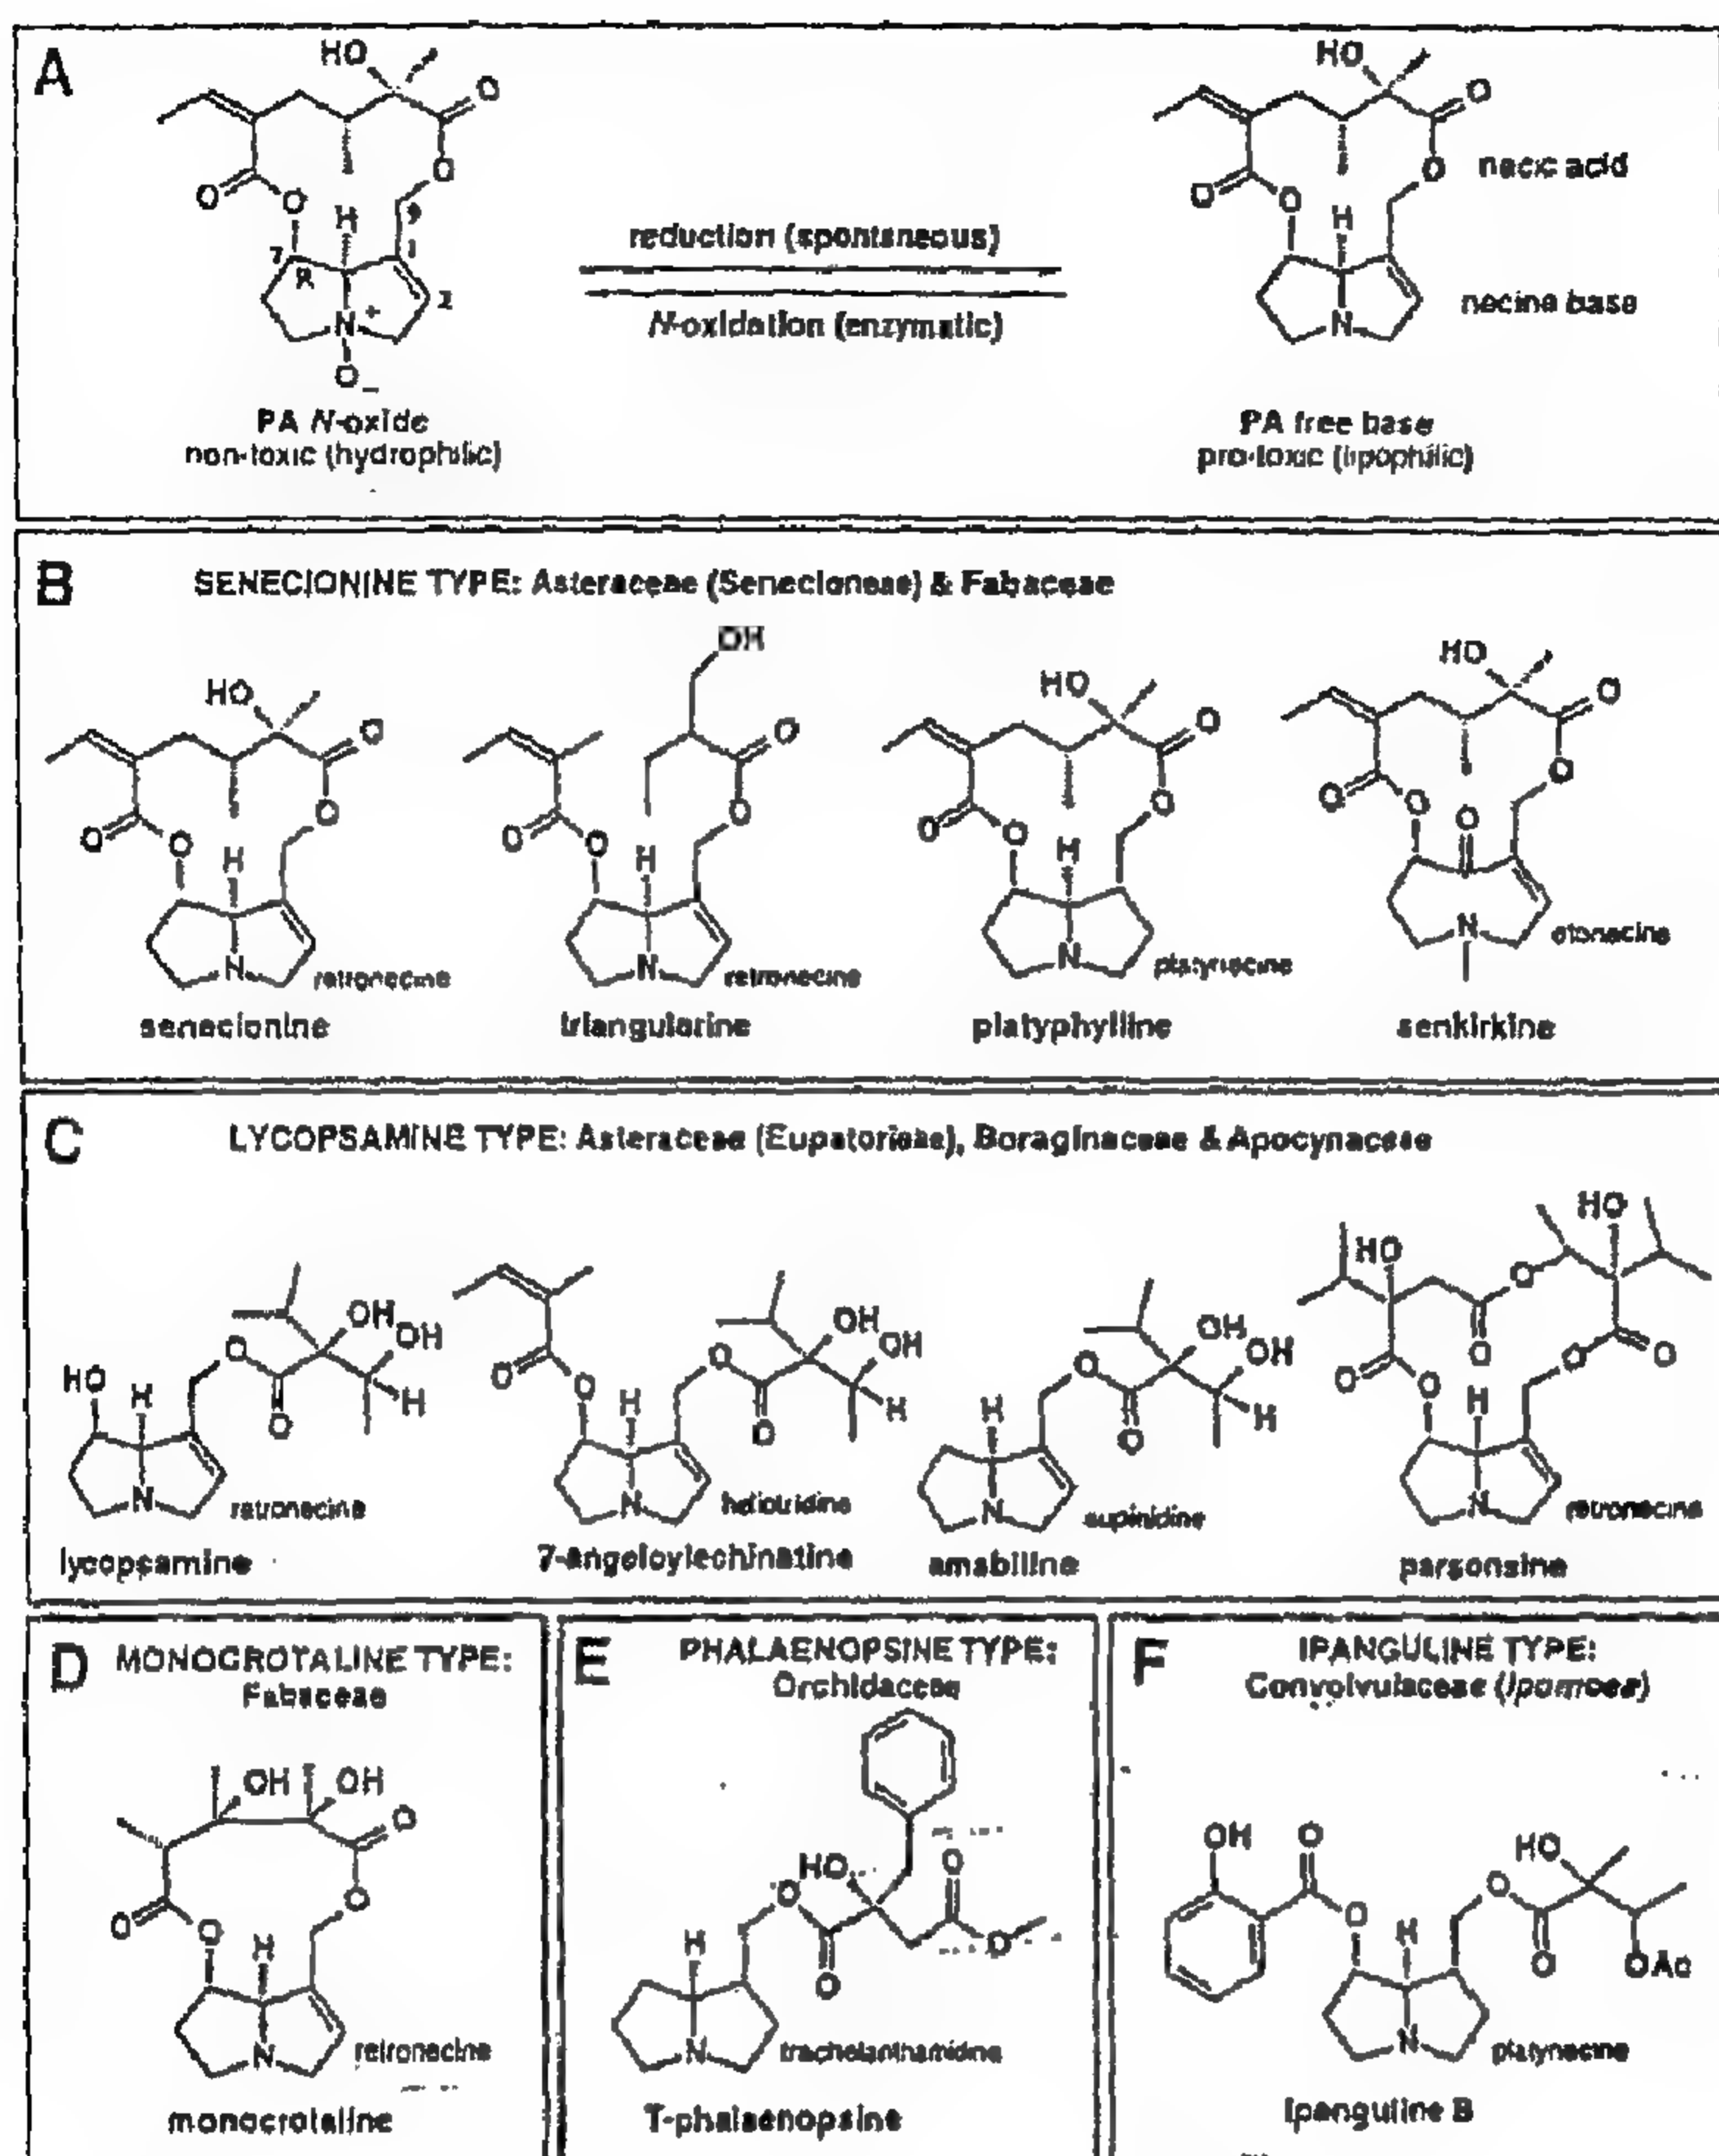 A
HO
O
O
O
O
H
9
7
R
1
2
N
+
O
–
PA N-oxide
non-toxic (hydrophilic)
reduction (spontaneous)
N-oxidation (enzymatic)
HO
O
O
O
O
H
N
necic acid
necine base
PA free base
pro-toxic (lipophilic)
B
SENECIONINE TYPE: Asteraceae (Senecioneae) & Fabaceae
HO
O
O
O
O
H
N
retronecine
senecionine
OH
O
O
O
O
H
N
retronecine
triangularine
HO
O
O
O
O
H
N
platynecine
platyphylline
HO
O
O
O
O
O
N
otonecine
senkirkine
C
LYCOPSAMINE TYPE: Asteraceae (Eupatorieae), Boraginaceae & Apocynaceae
HO
H
O
O
OH
OH
H
N
retronecine
lycopsamine
O
O
H
O
O
OH
OH
H
N
heliotridine
7-angeloylechinatine
H
O
O
OH
OH
H
N
supinidine
amabiline
HO
HO
O
O
O
O
H
O
O
N
retronecine
parsonsine
D
MONOCROTALINE TYPE:
Fabaceae
OH
OH
O
O
O
O
H
N
retronecine
monocrotaline
E
PHALAENOPSINE TYPE:
Orchidaceae
HO
O
O
O
O
H
N
trachelanthamidine
T-phalaenopsine
F
IPANGULINE TYPE:
Convolvulaceae (Ipomoea)
OH
O
O
H
O
O
HO
OAc
N
platynecine
Ipanguline B